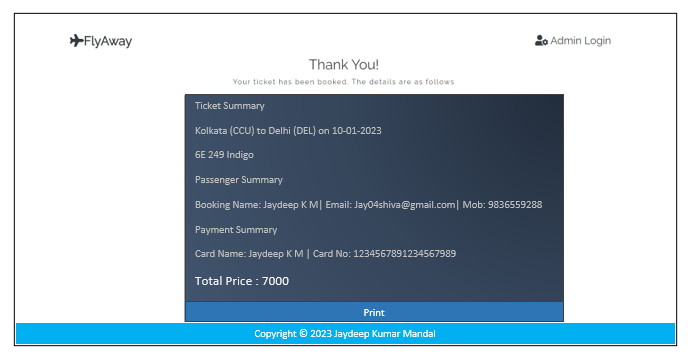 FlyAway
Admin Login
Thank You!
Your ticket has been booked. The details are as follows
Ticket Summary
Kolkata (CCU) to Delhi (DEL) on 10-01-2023
6E 249 Indigo
Passenger Summary
Booking Name: Jaydeep K M| Email: Jay04shiva@gmail.com| Mob: 9836559288
Payment Summary
Card Name: Jaydeep K M | Card No: 1234567891234567989
Total Price : 7000
Print
Copyright © 2023 Jaydeep Kumar Mandal